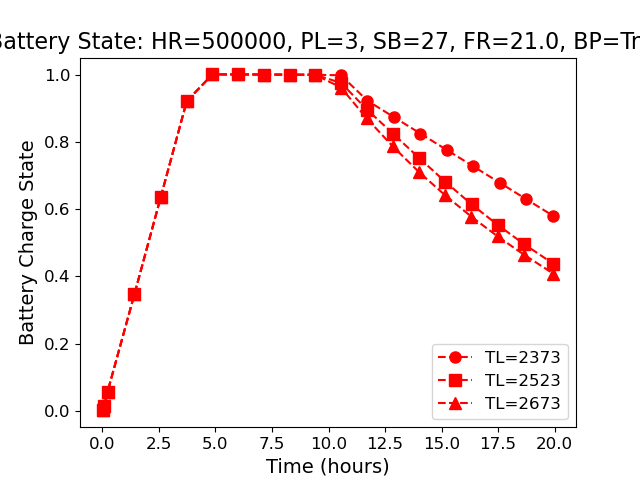 Battery State: HR=500000, PL=3, SB=27, FR=21.0, BP=Tr
1.0
0.8
0.6
0.4
0.2
0.0
Battery Charge State
TL=2373
TL=2523
TL=2673
0.0 2.5 5.0 7.5 10.0 12.5 15.0 17.5 20.0
Time (hours)